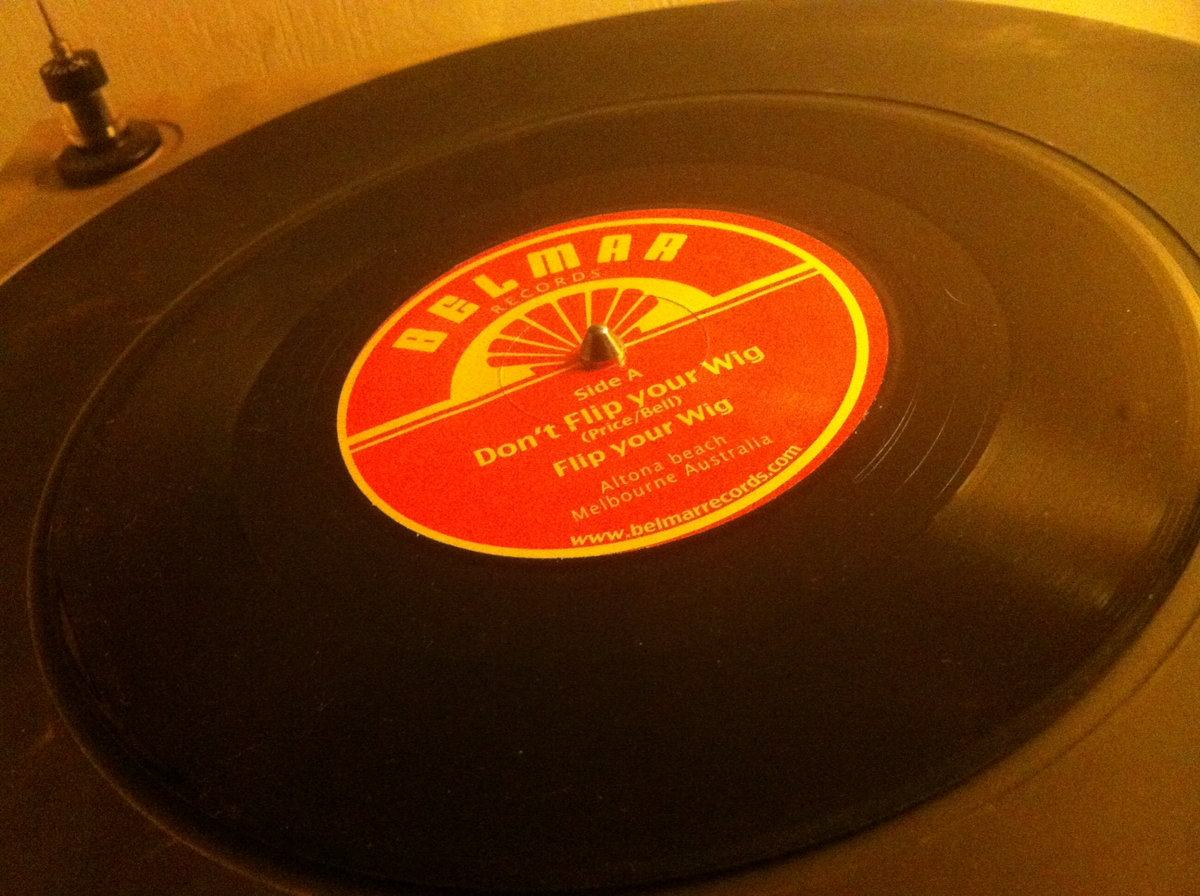 BELMAR
RECORDS
Side A
Don't Flip your Wig
(Price/Bell)
Flip your Wig
Altona beach
Melbourne Australia
www.belmarrecords.com